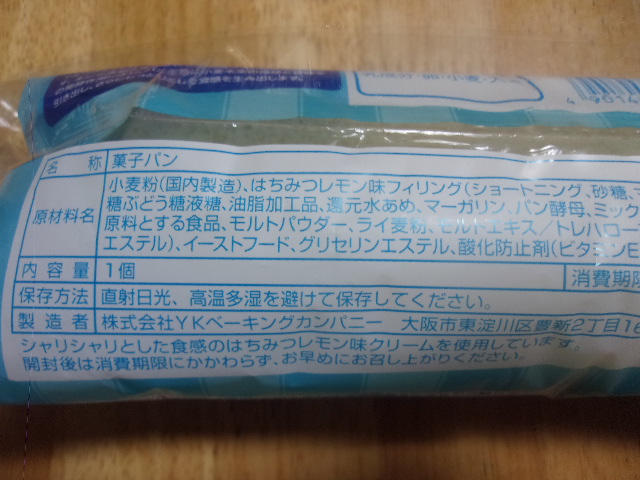 名 称 菓子パン
原材料名
小麦粉(国内製造)、はちみつレモン味フィリング(ショートニング、砂糖、
糖ぶどう糖液糖、油脂加工品、還元水あめ、マーガリン、パン酵母、ミック
原料とする食品、モルトパウダー、ライ麦粉、モルトエキス/トレハロー
エステル)、イーストフード、グリセリンエステル、酸化防止剤(ビタミンE
内容量 1個 消費期限
保存方法 直射日光、高温多湿を避けて保存してください。
製造者 株式会社YKベーキングカンパニー 大阪市東淀川区豊新2丁目
シャリシャリとした食感のはちみつレモン味クリームを使用しています。
開封後は消費期限にかかわらず、お早めにお召し上がりください。